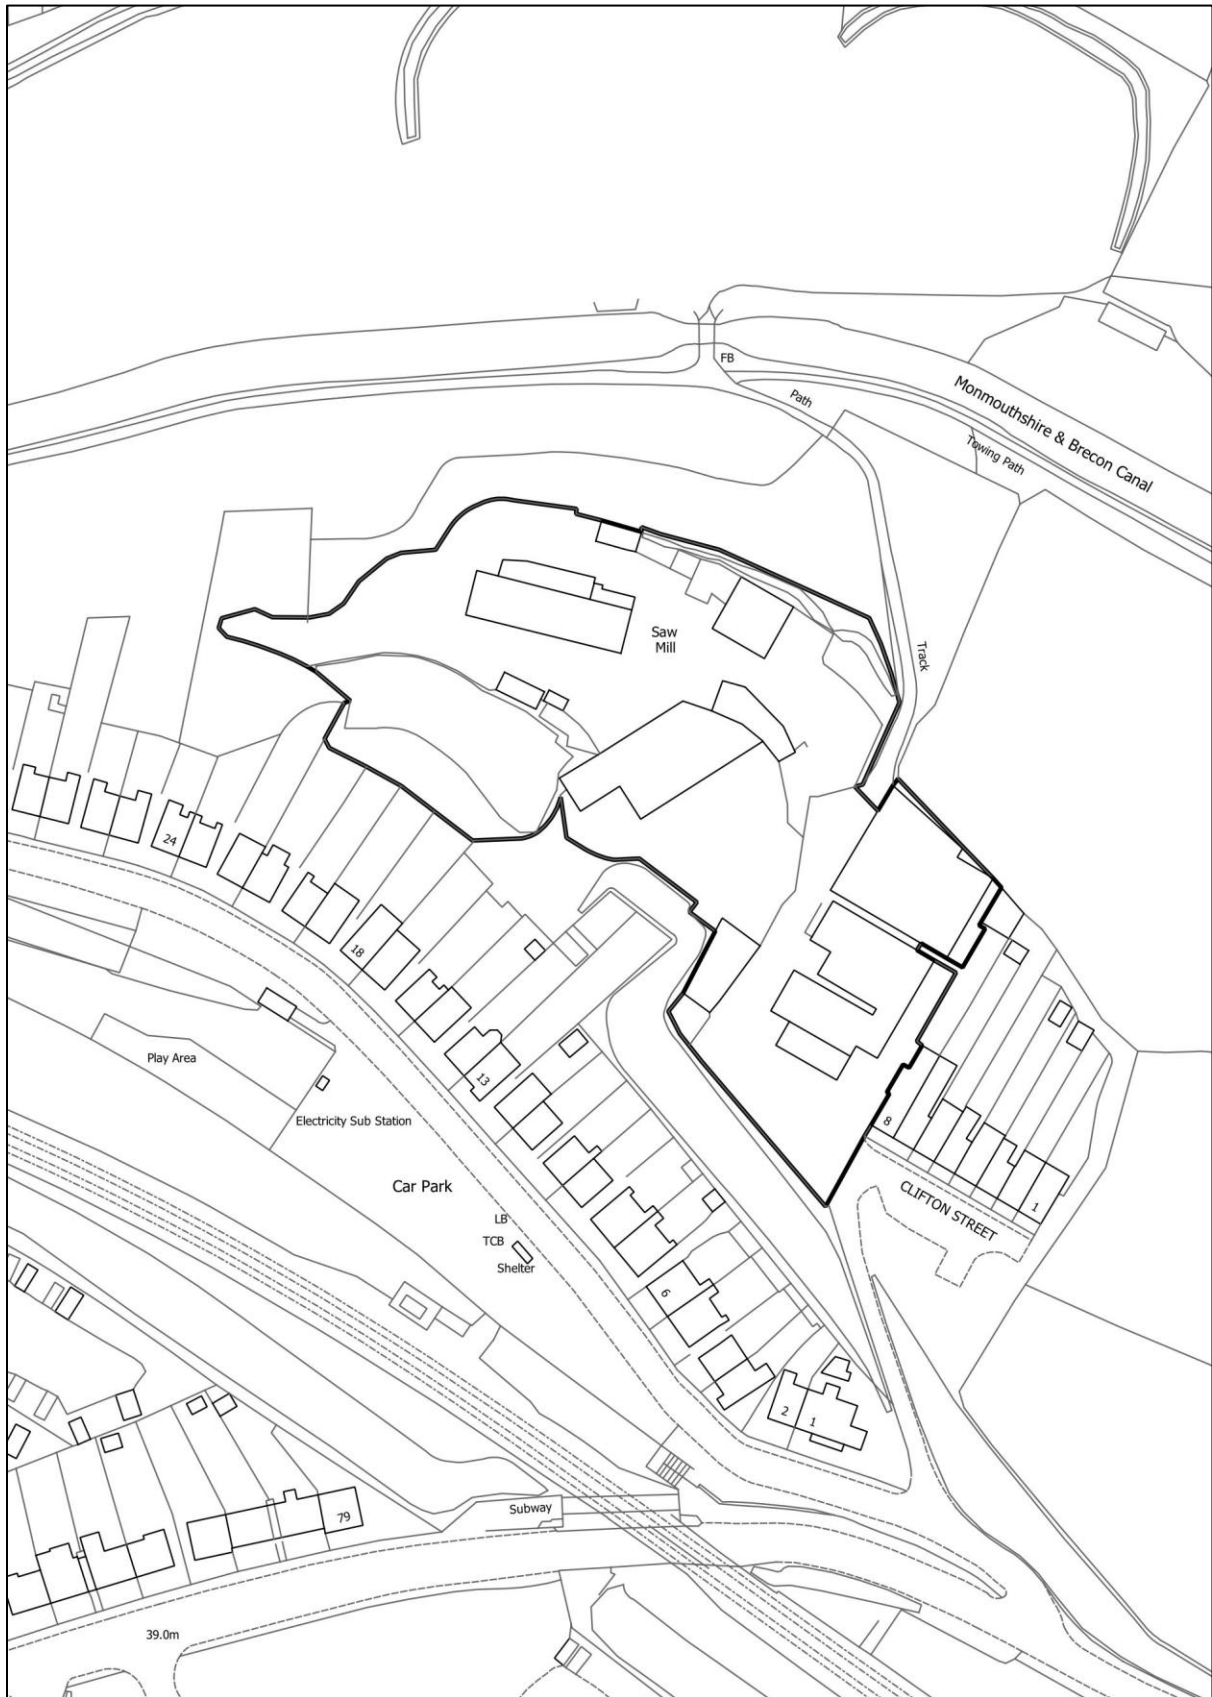 FB
Path
Monmouthshire & Brecon Canal
Towing Path
Saw
Mill
Track
24
18
13
Play Area
Electricity Sub Station
8
Car Park
CLIFTON STREET
1
LB
TCB
Shelter
6
2
1
Subway
79
39.0m